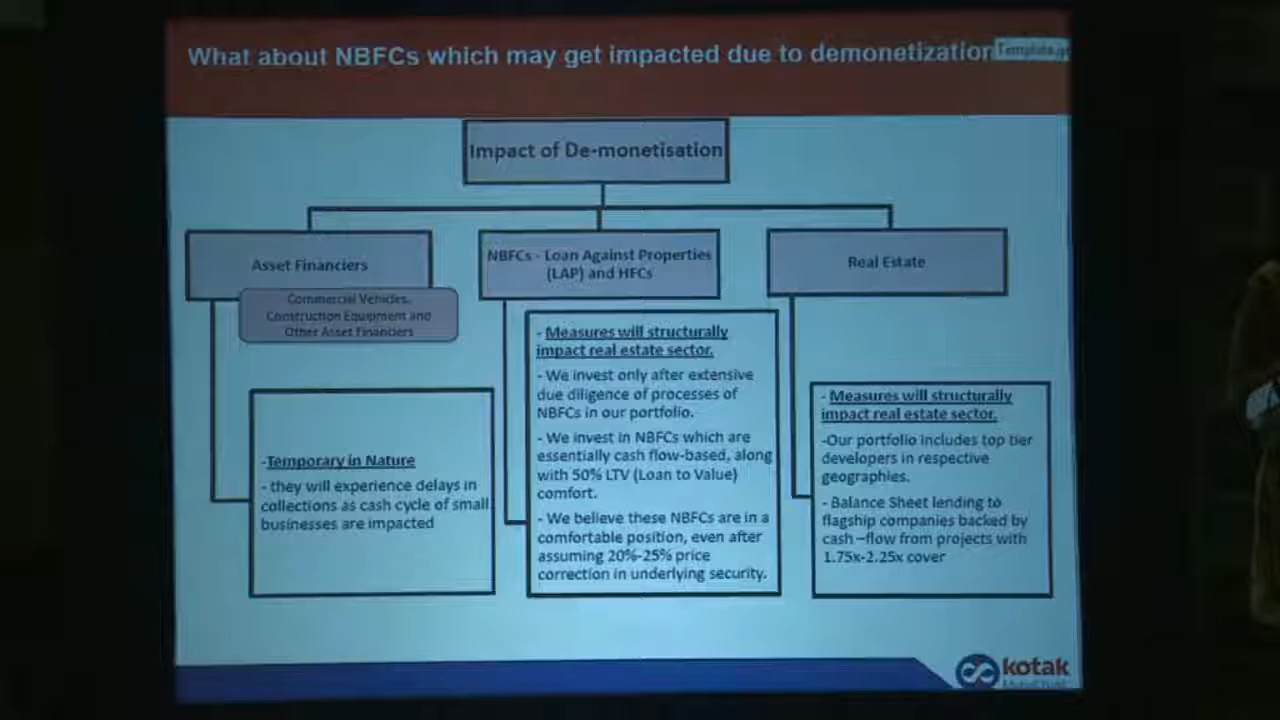 What about NBFCs which may get impacted due to demonetization
Impact of De-monetisation
Asset Financiers
Commercial Vehicles,
Construction Equipment and
Other Asset Financiers
-Temporary in Nature
- they will experience delays in
collections as cash cycle of small
businesses are impacted
NBFCs - Loan Against Properties
(LAP) and HFCs
- Measures will structurally
impact real estate sector.
- We invest only after extensive
due diligence of processes of
NBFCs in our portfolio.
- We invest in NBFCs which are
essentially cash flow-based, along
with 50% LTV (Loan to Value)
comfort.
- We believe these NBFCs are in a
comfortable position, even after
assuming 20%-25% price
correction in underlying security.
Real Estate
- Measures will structurally
impact real estate sector.
-Our portfolio includes top tier
developers in respective
geographies.
- Balance Sheet lending to
flagship companies backed by
cash –flow from projects with
1.75x-2.25x cover
kotak